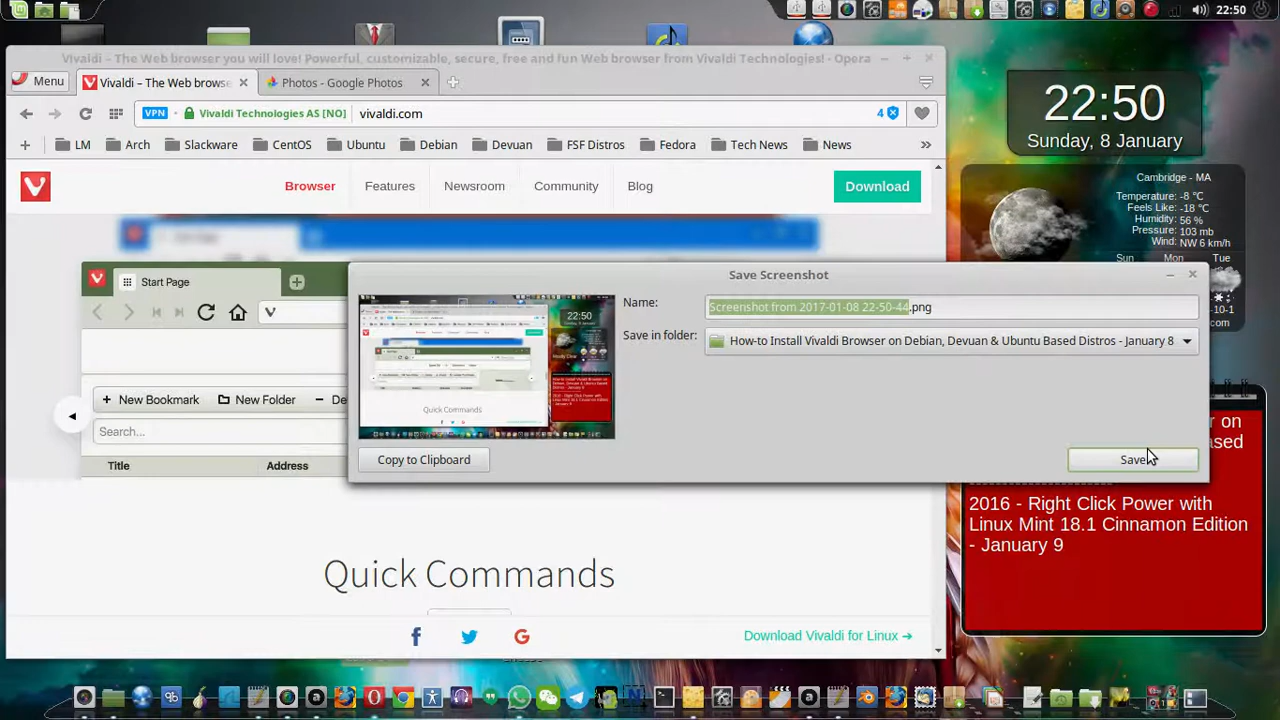 22:50
Vivaldi – The Web browser you will love! Powerful, customizable, secure, free and fun Web browser from Vivaldi Technologies! - Opera
Menu
Vivaldi – The Web browse
Photos - Google Photos
VPN
Vivaldi Technologies AS [NO]
vivaldi.com
4
LM
Arch
Slackware
CentOS
Ubuntu
Debian
Devuan
FSF Distros
Fedora
Tech News
News
Browser
Features
Newsroom
Community
Blog
Download
22:50
Sunday, 8 January
Cambridge - MA
Temperature: -8 °C
Feels Like: -18 °C
Humidity: 56 %
Pressure: 103 mb
Wind: NW 6 km/h
Sun Mon Tue
Start Page
New Bookmark
New Folder
De
Search...
Title
Address
Save Screenshot
Name:
Screenshot from 2017-01-08 22-50-44.png
Save in folder:
How-to Install Vivaldi Browser on Debian, Devuan & Ubuntu Based Distros - January 8
Quick Commands
Copy to Clipboard
Save
2016 - Right Click Power with
Linux Mint 18.1 Cinnamon Edition
- January 9
Quick Commands
Download Vivaldi for Linux ➔